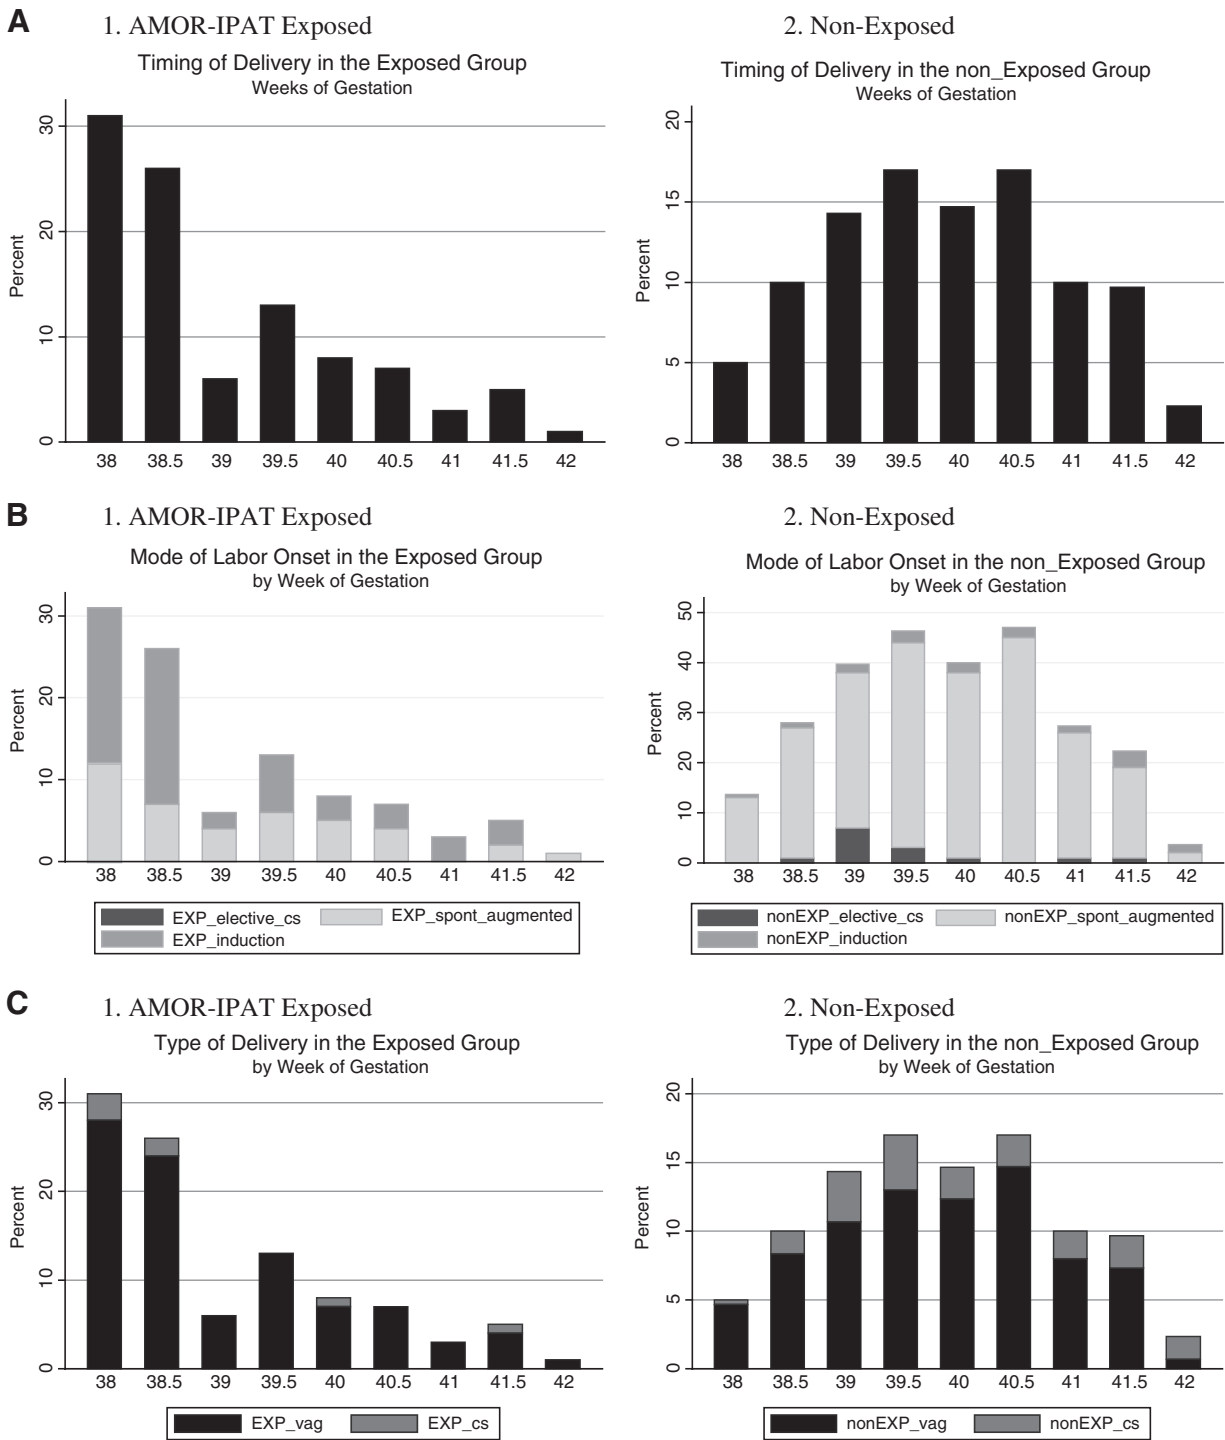 A
1. AMOR-IPAT Exposed
Timing of Delivery in the Exposed Group
Weeks of Gestation
Percent
30
20
10
0
38 38.5 39 39.5 40 40.5 41 41.5 42
2. Non-Exposed
Timing of Delivery in the non_Exposed Group
Weeks of Gestation
Percent
20
15
10
5
0
38 38.5 39 39.5 40 40.5 41 41.5 42
B
1. AMOR-IPAT Exposed
Mode of Labor Onset in the Exposed Group
by Week of Gestation
Percent
30
20
10
0
38 38.5 39 39.5 40 40.5 41 41.5 42
EXP_elective_cs EXP_spont_augmented
EXP_induction
2. Non-Exposed
Mode of Labor Onset in the non_Exposed Group
by Week of Gestation
Percent
50
40
30
20
10
0
38 38.5 39 39.5 40 40.5 41 41.5 42
nonEXP_elective_cs nonEXP_spont_augmented
nonEXP_induction
C
1. AMOR-IPAT Exposed
Type of Delivery in the Exposed Group
by Week of Gestation
Percent
30
20
10
0
38 38.5 39 39.5 40 40.5 41 41.5 42
EXP_vag EXP_cs
2. Non-Exposed
Type of Delivery in the non_Exposed Group
by Week of Gestation
Percent
20
15
10
5
0
38 38.5 39 39.5 40 40.5 41 41.5 42
nonEXP_vag nonEXP_cs